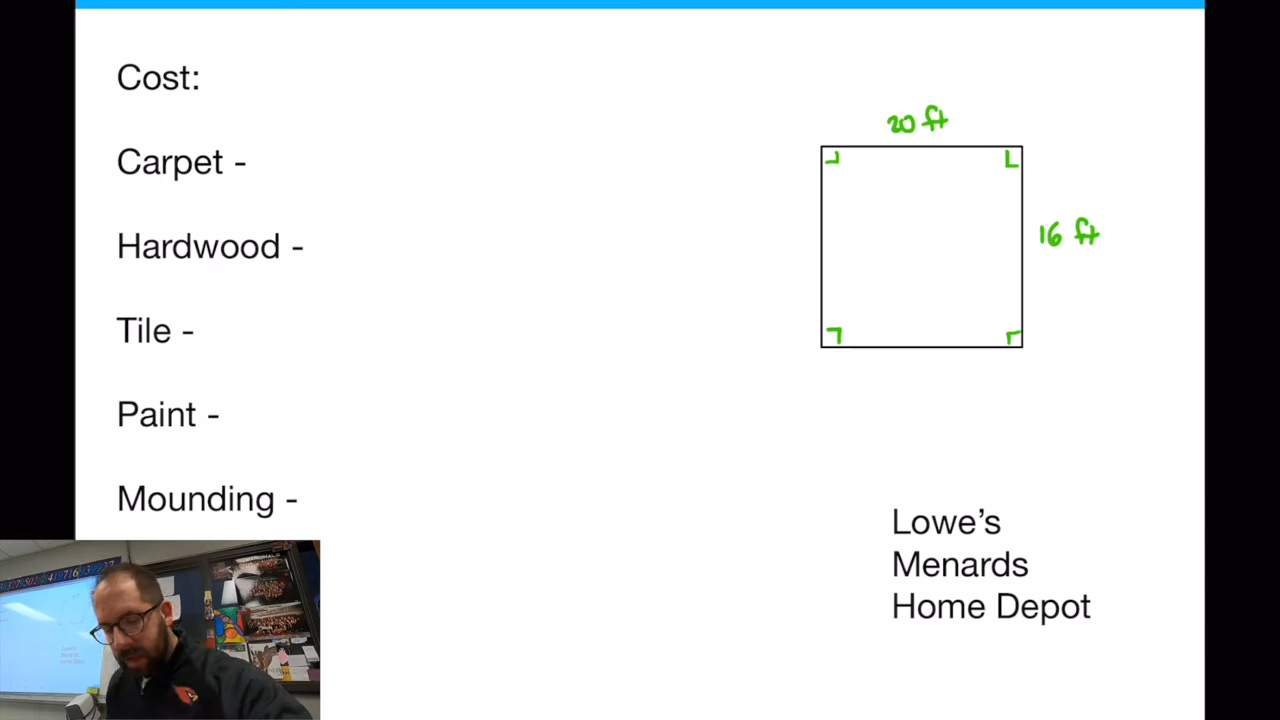 Cost:
Carpet -
Hardwood -
Tile -
Paint -
Mounding -
20 ft
16 ft
Lowe's
Menards
Home Depot